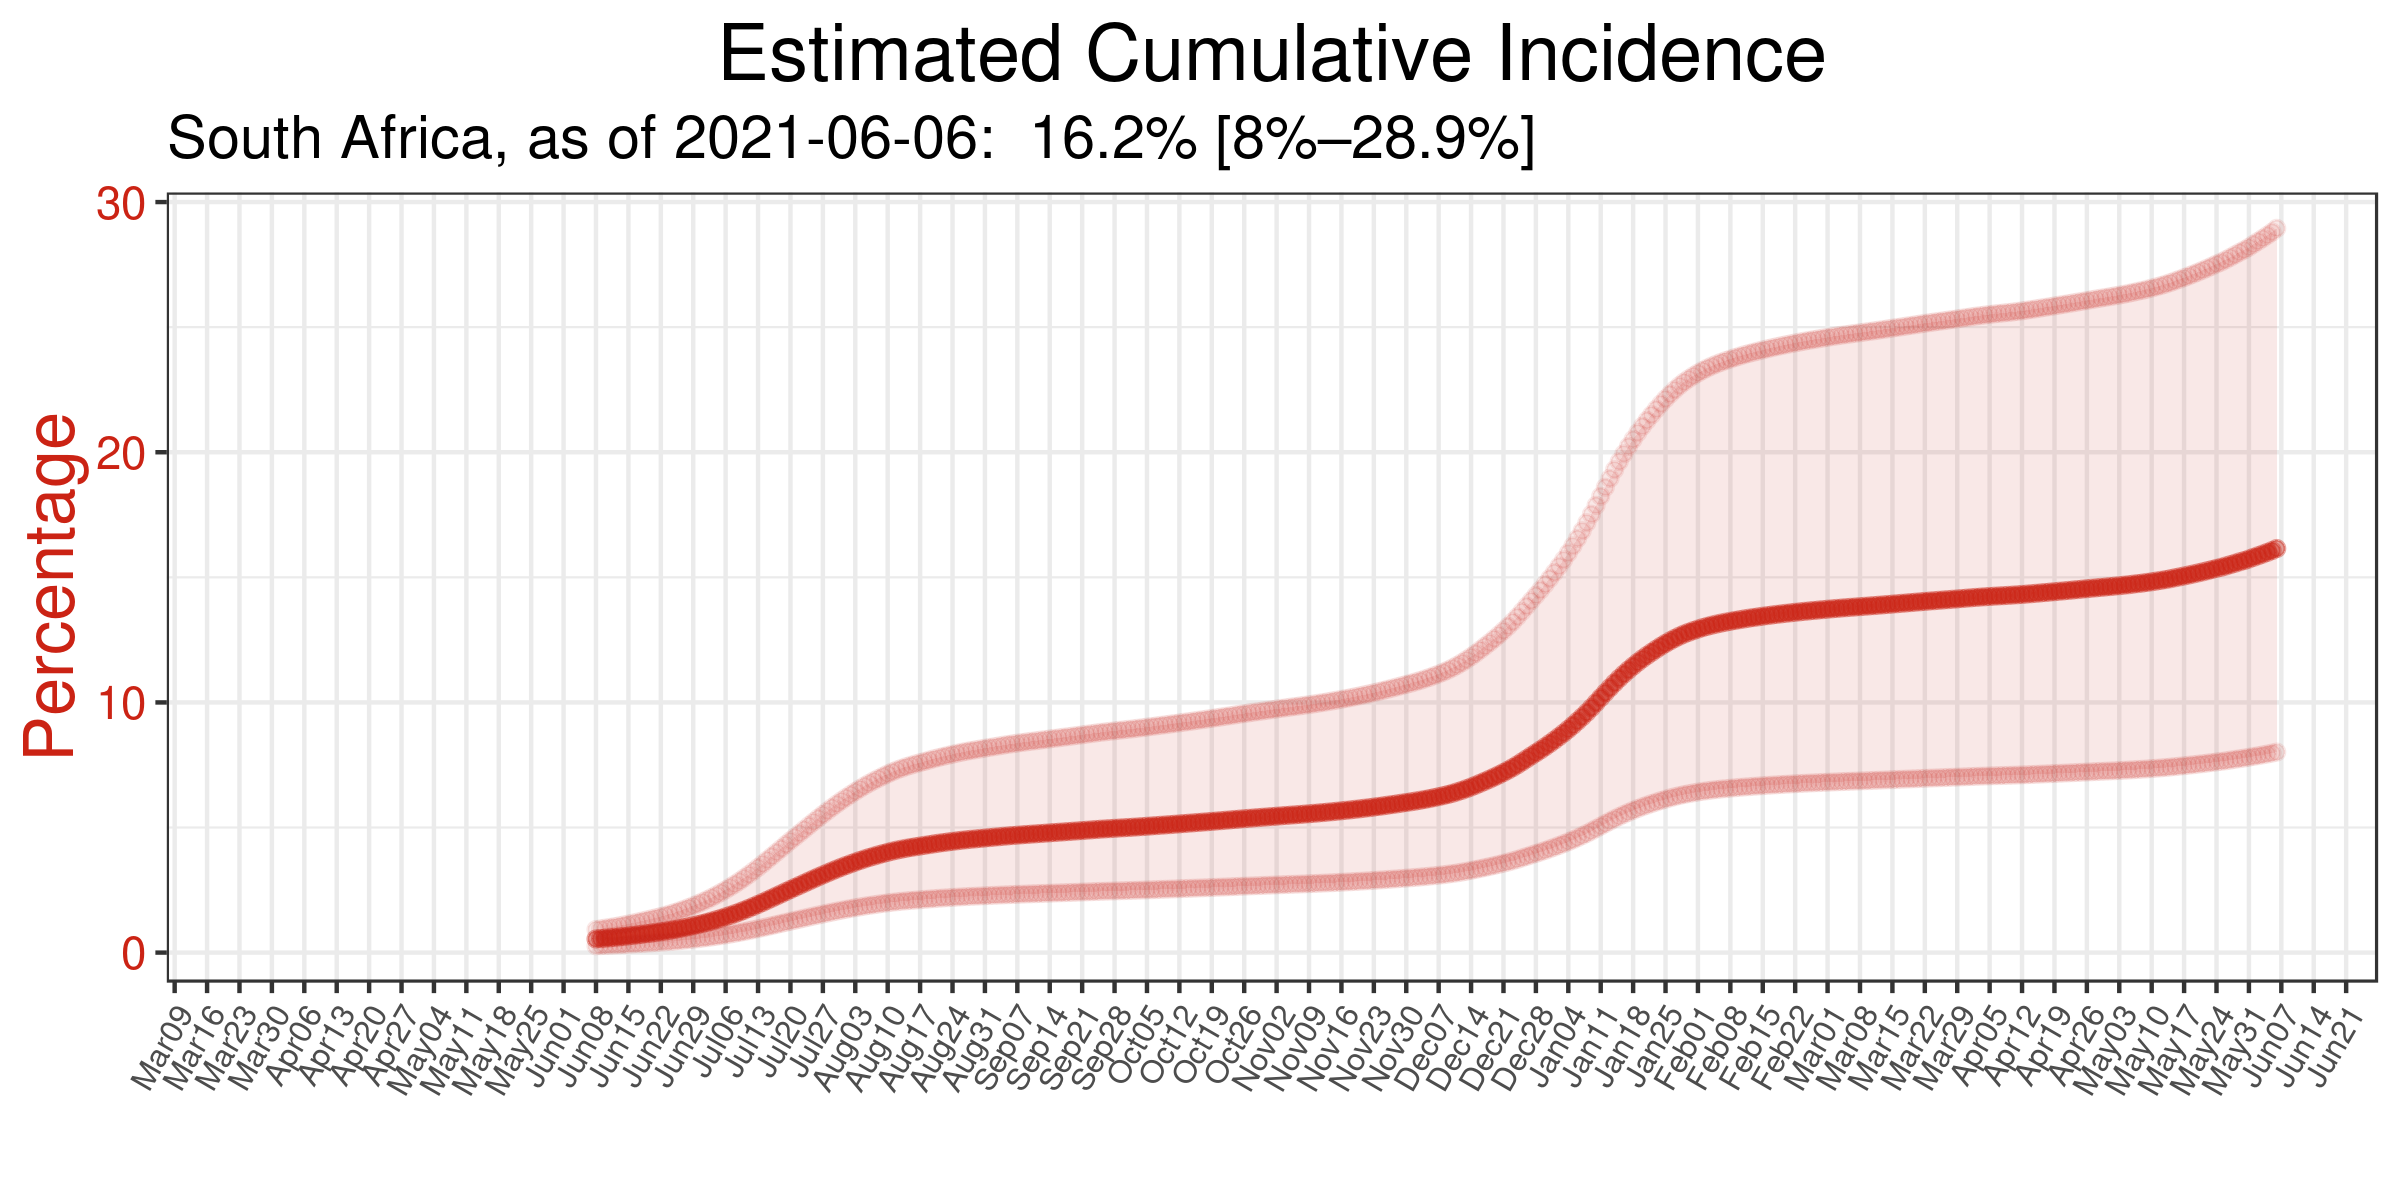 Estimated Cumulative Incidence
South Africa, as of 2021-06-06: 16.2% [8%–28.9%]
Percentage
30
20
10
0
Mar09
Mar16
Mar23
Mar30
Apr06
Apr13
Apr20
Apr27
May04
May11
May18
May25
Jun01
Jun08
Jun15
Jun22
Jun29
Jul06
Jul13
Jul20
Jul27
Aug03
Aug10
Aug17
Aug24
Aug31
Sep07
Sep14
Sep21
Sep28
Oct05
Oct12
Oct19
Oct26
Nov02
Nov09
Nov16
Nov23
Nov30
Dec07
Dec14
Dec21
Dec28
Jan04
Jan11
Jan18
Jan25
Feb01
Feb08
Feb15
Feb22
Mar01
Mar08
Mar15
Mar22
Mar29
Apr05
Apr12
Apr19
Apr26
May03
May10
May17
May24
May31
Jun07
Jun14
Jun21